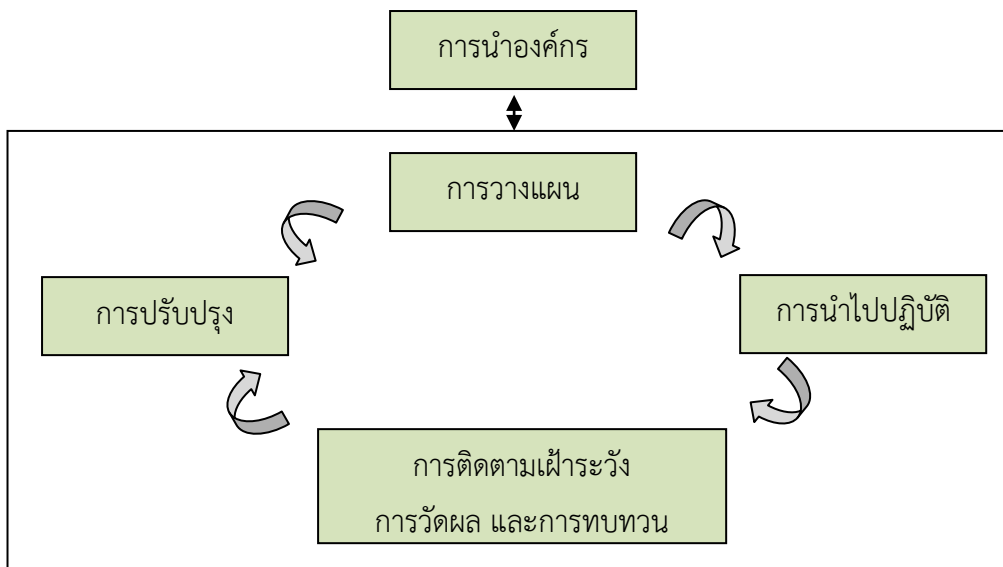 การนำองค์กร
การวางแผน
การปรับปรุง
การนำไปปฏิบัติ
การติดตามเฝ้าระวัง
การวัดผล และการทบทวน